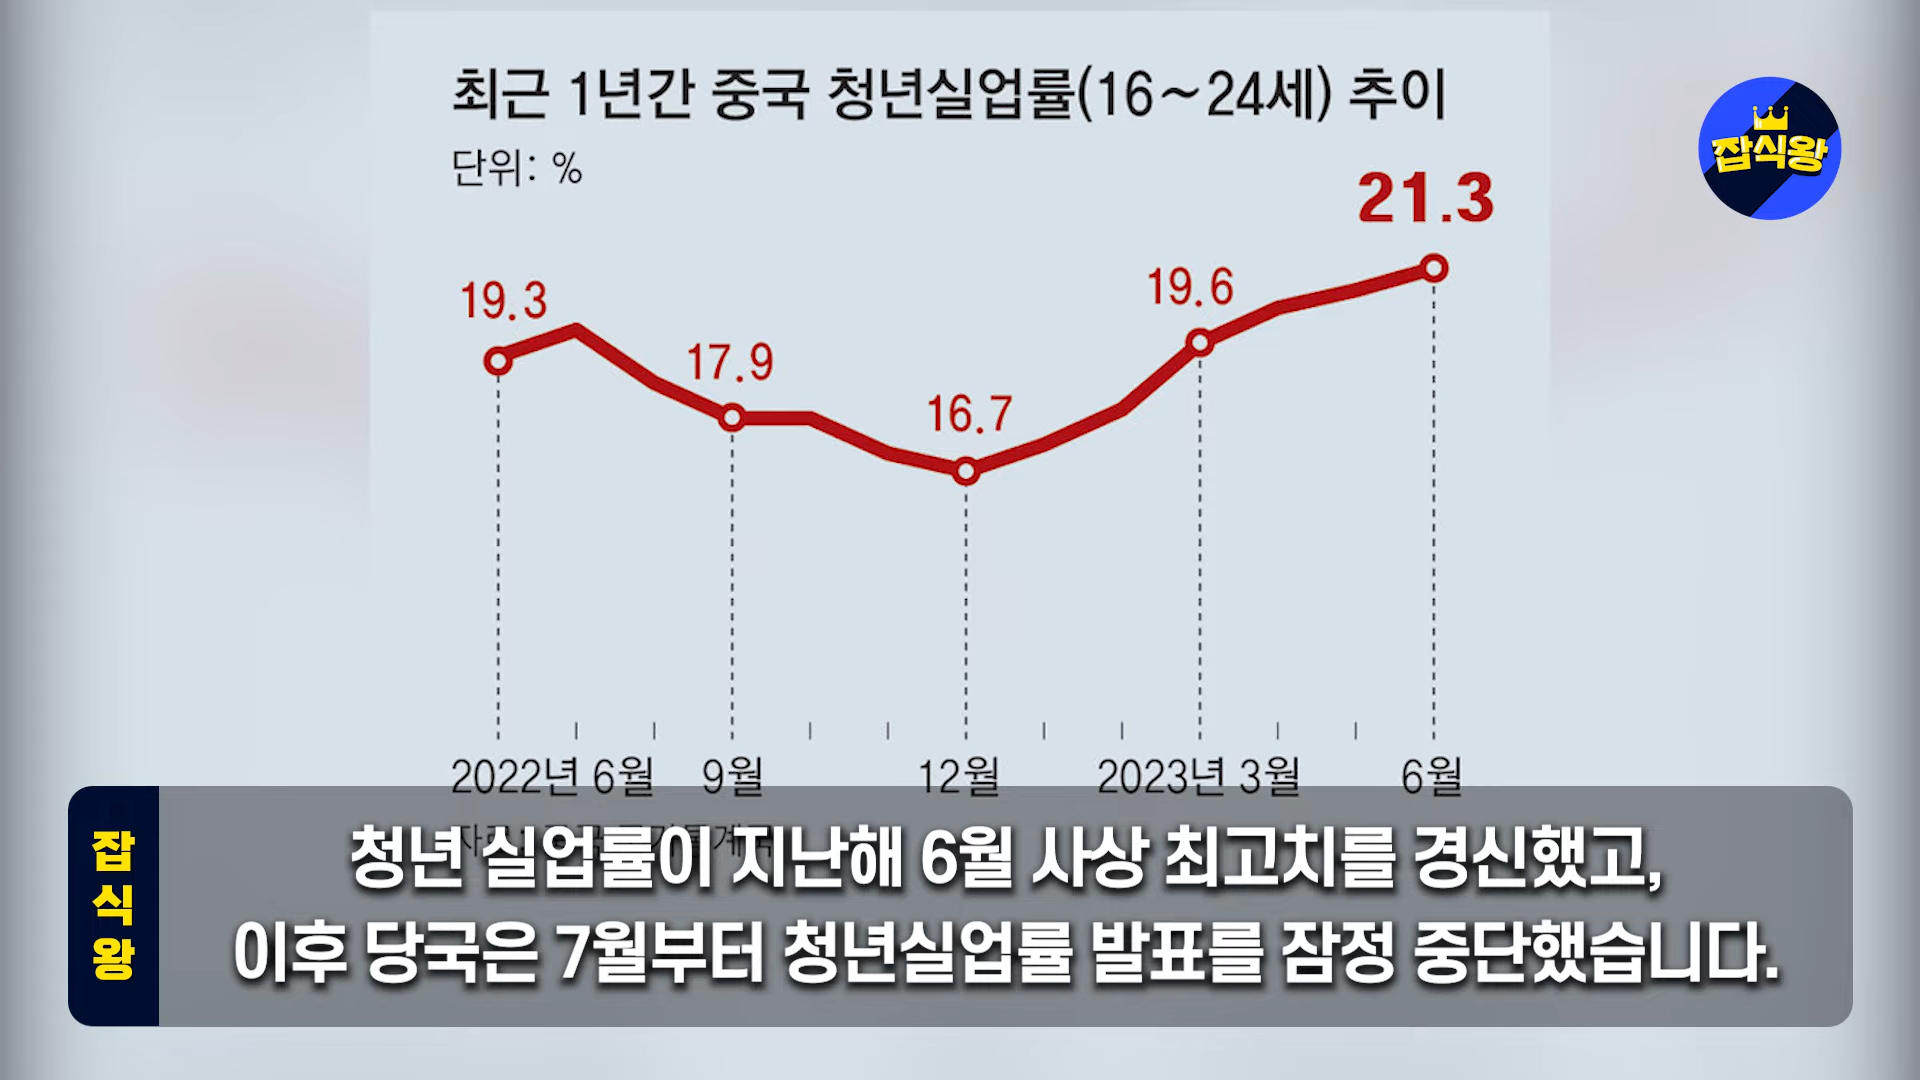 최근 1년간 중국 청년실업률(16~24세) 추이
단위: %
잡식왕
21.3
19.3
19.6
17.9
16.7
2022년 6월 9월 12월 2023년 3월 6월
잡식왕
청년 실업률이 지난해 6월 사상 최고치를 경신했고,
이후 당국은 7월부터 청년실업률 발표를 잠정 중단했습니다.